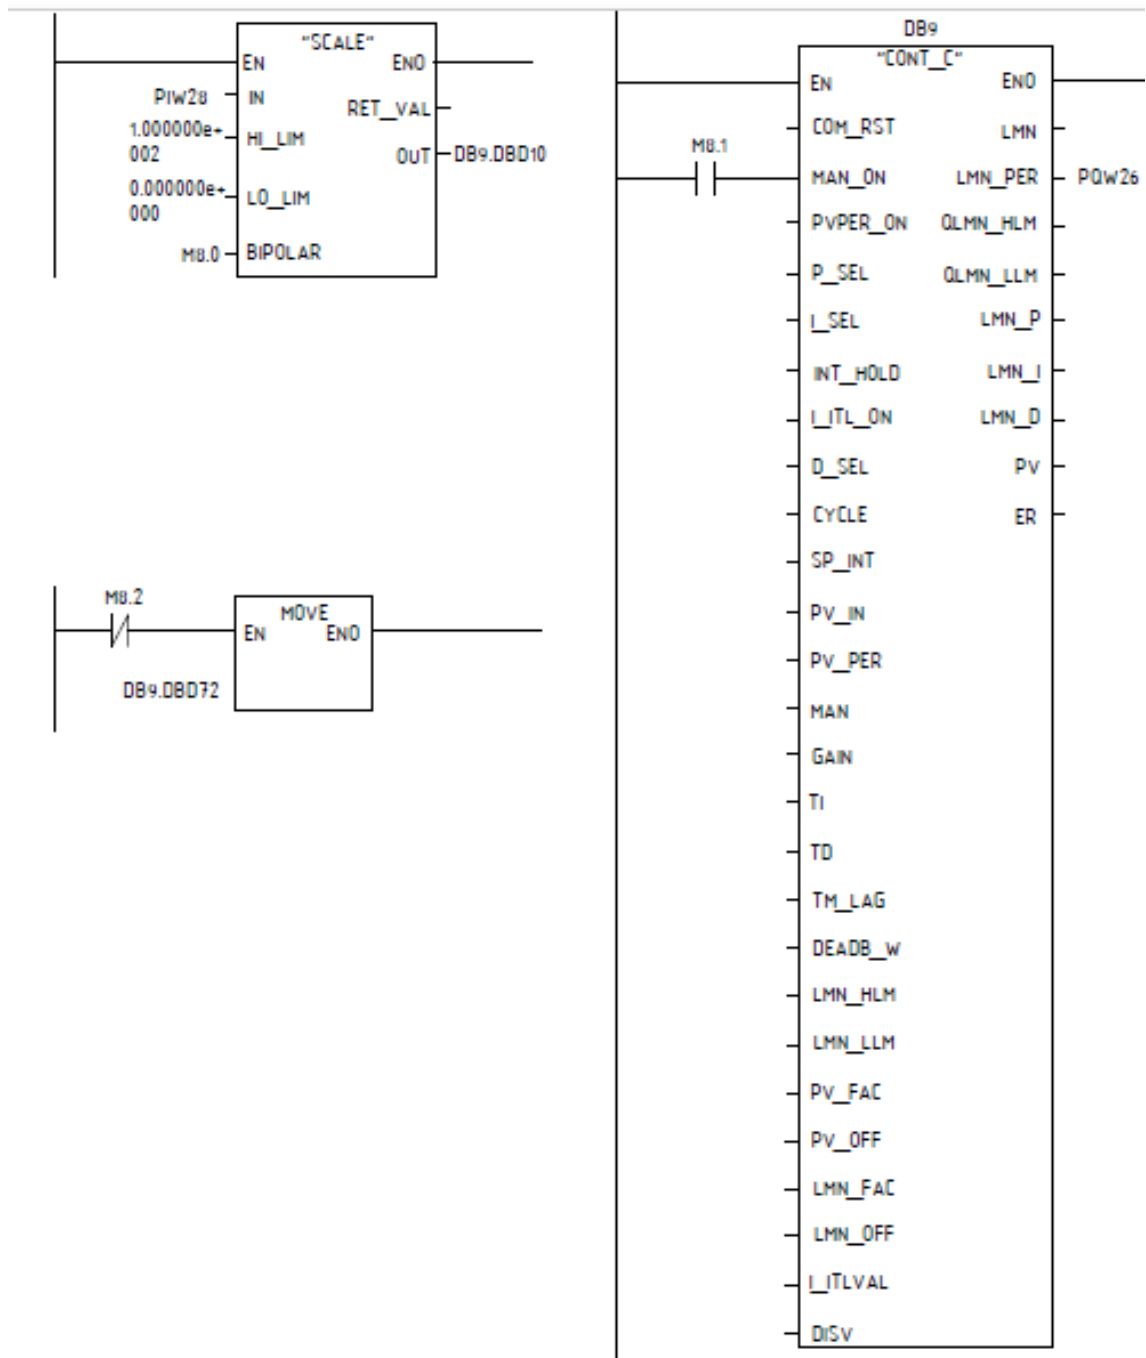 "SCALE"
EN ENO
PIW28 IN
RET_VAL
1.000000e+
002
HI_LIM
OUT DB9.DBD10
0.000000e+
000
LO_LIM
M8.0 BIPOLAR
M8.2
MOVE
EN ENO
DB9.DBD72
DB9
"CONT_C"
EN ENO
COM_RST LMN
M8.1
MAN_ON LMN_PER PQW26
PVPER_ON QLMN_HLM
P_SEL QLMN_LLM
I_SEL LMN_P
INT_HOLD LMN_I
I_ITL_ON LMN_D
D_SEL PV
CYCLE ER
SP_INT
PV_IN
PV_PER
MAN
GAIN
TI
TD
TM_LAG
DEADB_W
LMN_HLM
LMN_LLM
PV_FAC
PV_OFF
LMN_FAC
LMN_OFF
I_ITLVAL
DISV